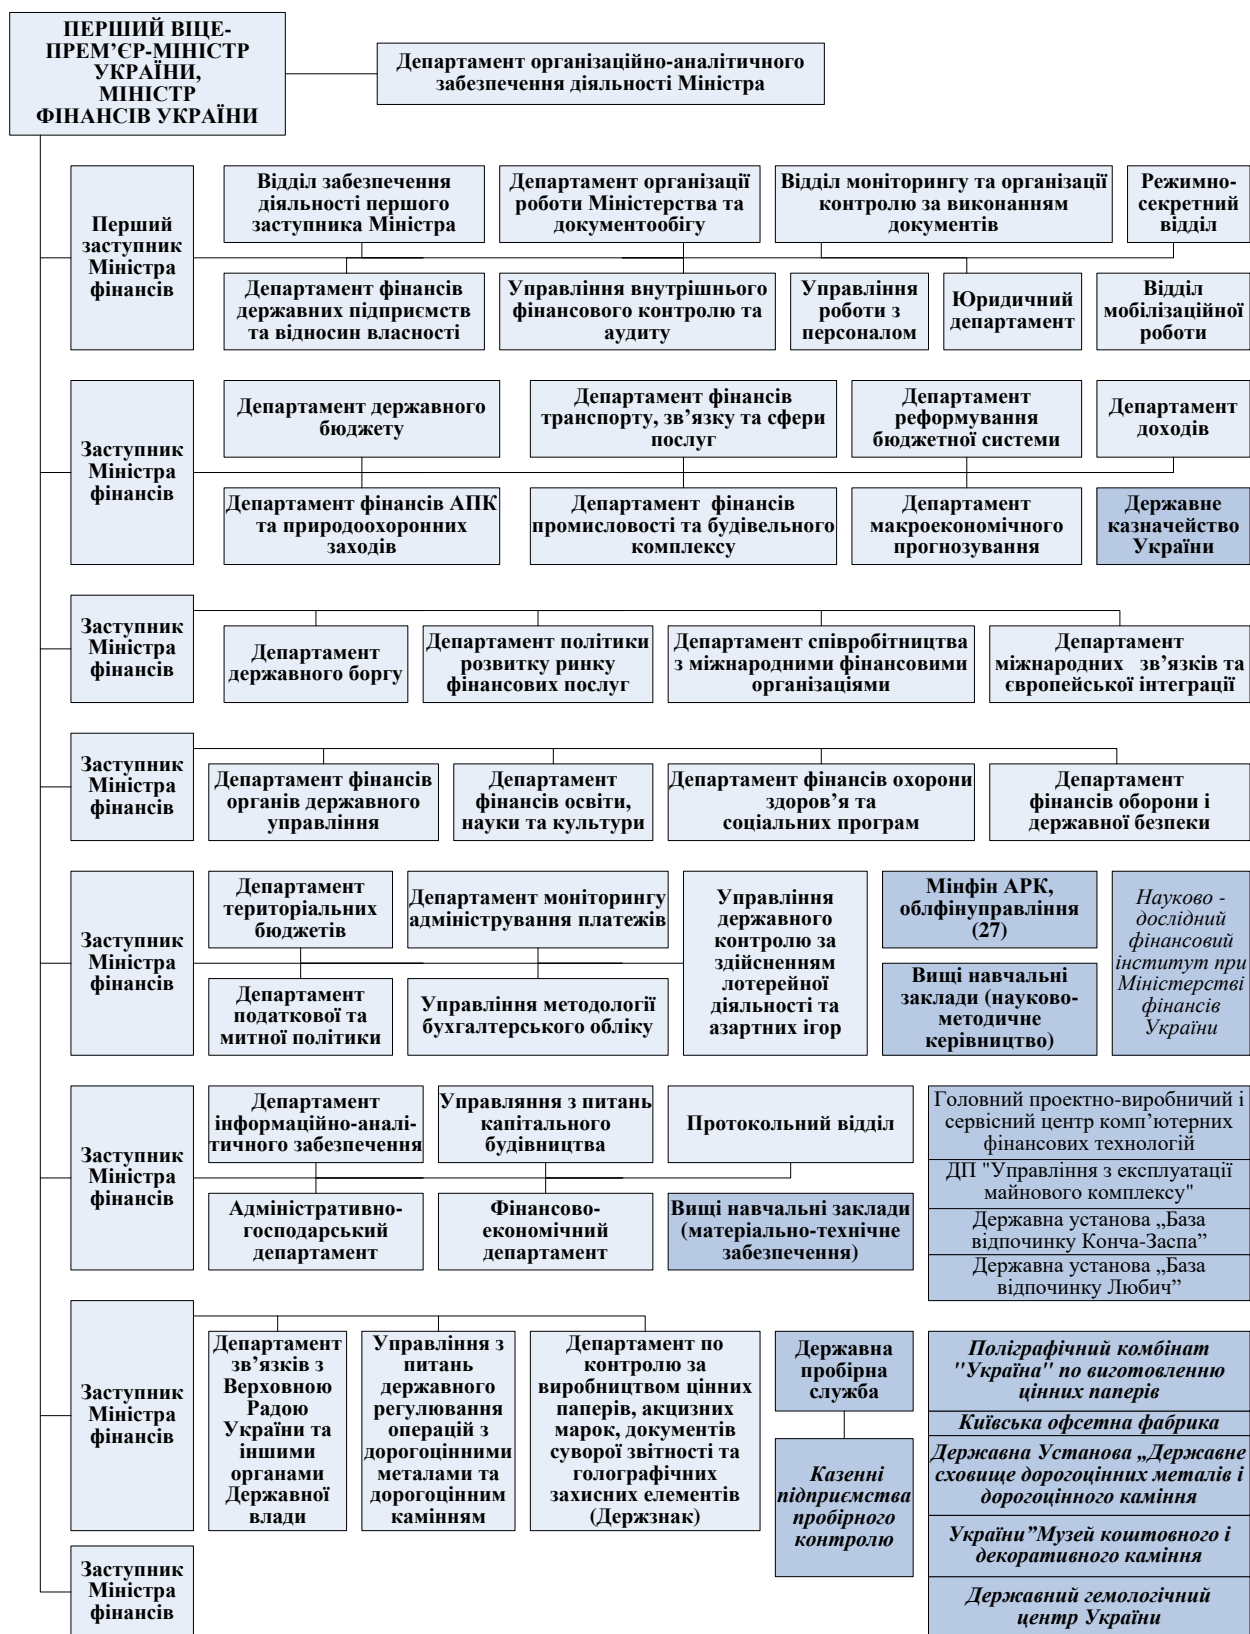 ПЕРШИЙ ВІЦЕ-
ПРЕМ’ЄР-МІНІСТР
УКРАЇНИ,
МІНІСТР
ФІНАНСІВ УКРАЇНИ
Департамент організаційно-аналітичного
забезпечення діяльності Міністра
Перший
заступник
Міністра
фінансів
Відділ забезпечення
діяльності першого
заступника Міністра
Департамент організації
роботи Міністерства та
документообігу
Відділ моніторингу та організації
контролю за виконанням
документів
Режимно-
секретний
відділ
Департамент фінансів
державних підприємств
та відносин власності
Управління внутрішнього
фінансового контролю та
аудиту
Управління
роботи з
персоналом
Юридичний
департамент
Відділ
мобілізаційної
роботи
Заступник
Міністра
фінансів
Департамент державного
бюджету
Департамент фінансів
транспорту, зв’язку та сфери
послуг
Департамент
реформування
бюджетної системи
Департамент
доходів
Департамент фінансів АПК
та природоохоронних
заходів
Департамент  фінансів
промисловості та будівельного
комплексу
Департамент
макроекономічного
прогнозування
Державне
казначейство
України
Заступник
Міністра
фінансів
Департамент
державного боргу
Департамент політики
розвитку ринку
фінансових послуг
Департамент співробітництва
з міжнародними фінансовими
організаціями
Департамент
міжнародних   зв’язків та
європейської інтеграції
Заступник
Міністра
фінансів
Департамент фінансів
органів державного
управління
Департамент
фінансів освіти,
науки та культури
Департамент фінансів охорони
здоров’я та
соціальних програм
Департамент
фінансів оборони і
державної безпеки
Заступник
Міністра
фінансів
Департамент
територіальних
бюджетів
Департамент моніторингу
адміністрування платежів
Управління
державного
контролю за
здійсненням
лотерейної
діяльності та
азартних ігор
Мінфін АРК,
облфінуправління
(27)
Науково -
дослідний
фінансовий
інститут при
Міністерстві
фінансів
України
Департамент
податкової та
митної політики
Управління методології
бухгалтерського обліку
Вищі навчальні
заклади (науково-
методичне
керівництво)
Заступник
Міністра
фінансів
Департамент
інформаційно-аналі-
тичного забезпечення
Управляння з питань
капітального
будівництва
Протокольний відділ
Головний проектно-виробничий і
сервісний центр комп’ютерних
фінансових технологій
ДП "Управління з експлуатації
майнового комплексу"
Державна установа „База
відпочинку Конча-Заспа”
Державна установа „База
відпочинку Любич”
Адміністративно-
господарський
департамент
Фінансово-
економічний
департамент
Вищі навчальні заклади
(матеріально-технічне
забезпечення)
Заступник
Міністра
фінансів
Департамент
зв’язків з
Верховною
Радою
України та
іншими
органами
Державної
влади
Управління з
питань
державного
регулювання
операцій з
дорогоцінними
металами та
дорогоцінним
камінням
Департамент по
контролю за
виробництвом цінних
паперів, акцизних
марок, документів
суворої звітності та
голографічних
захисних елементів
(Держзнак)
Державна
пробірна
служба
Казенні
підприємства
пробірного
контролю
Поліграфічний комбінат
"Україна" по виготовленню
цінних паперів
Київська офсетна фабрика
Державна Установа „Державне
сховище дорогоцінних металів і
дорогоцінного каміння
України”Музей коштовного і
декоративного каміння
Державний гемологічний
центр України
Заступник
Міністра
фінансів